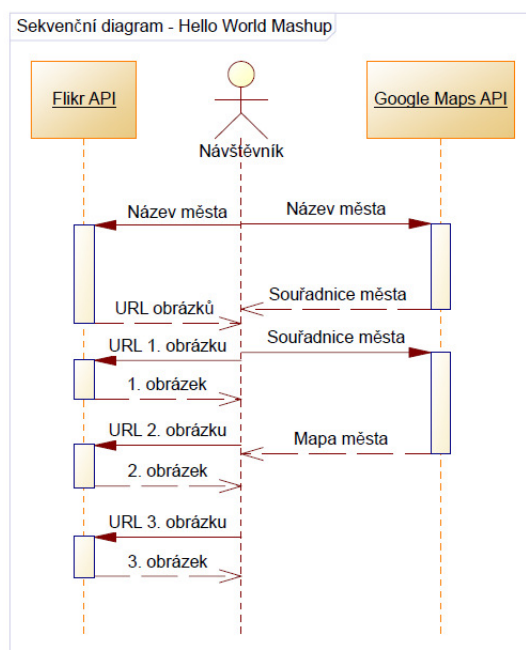 Sekvenční diagram - Hello World Mashup
Flikr API
Google Maps API
Návštěvník
Název města
Název města
Souřadnice města
URL obrázků
Souřadnice města
URL 1. obrázku
1. obrázek
URL 2. obrázku
Mapa města
2. obrázek
URL 3. obrázku
3. obrázek